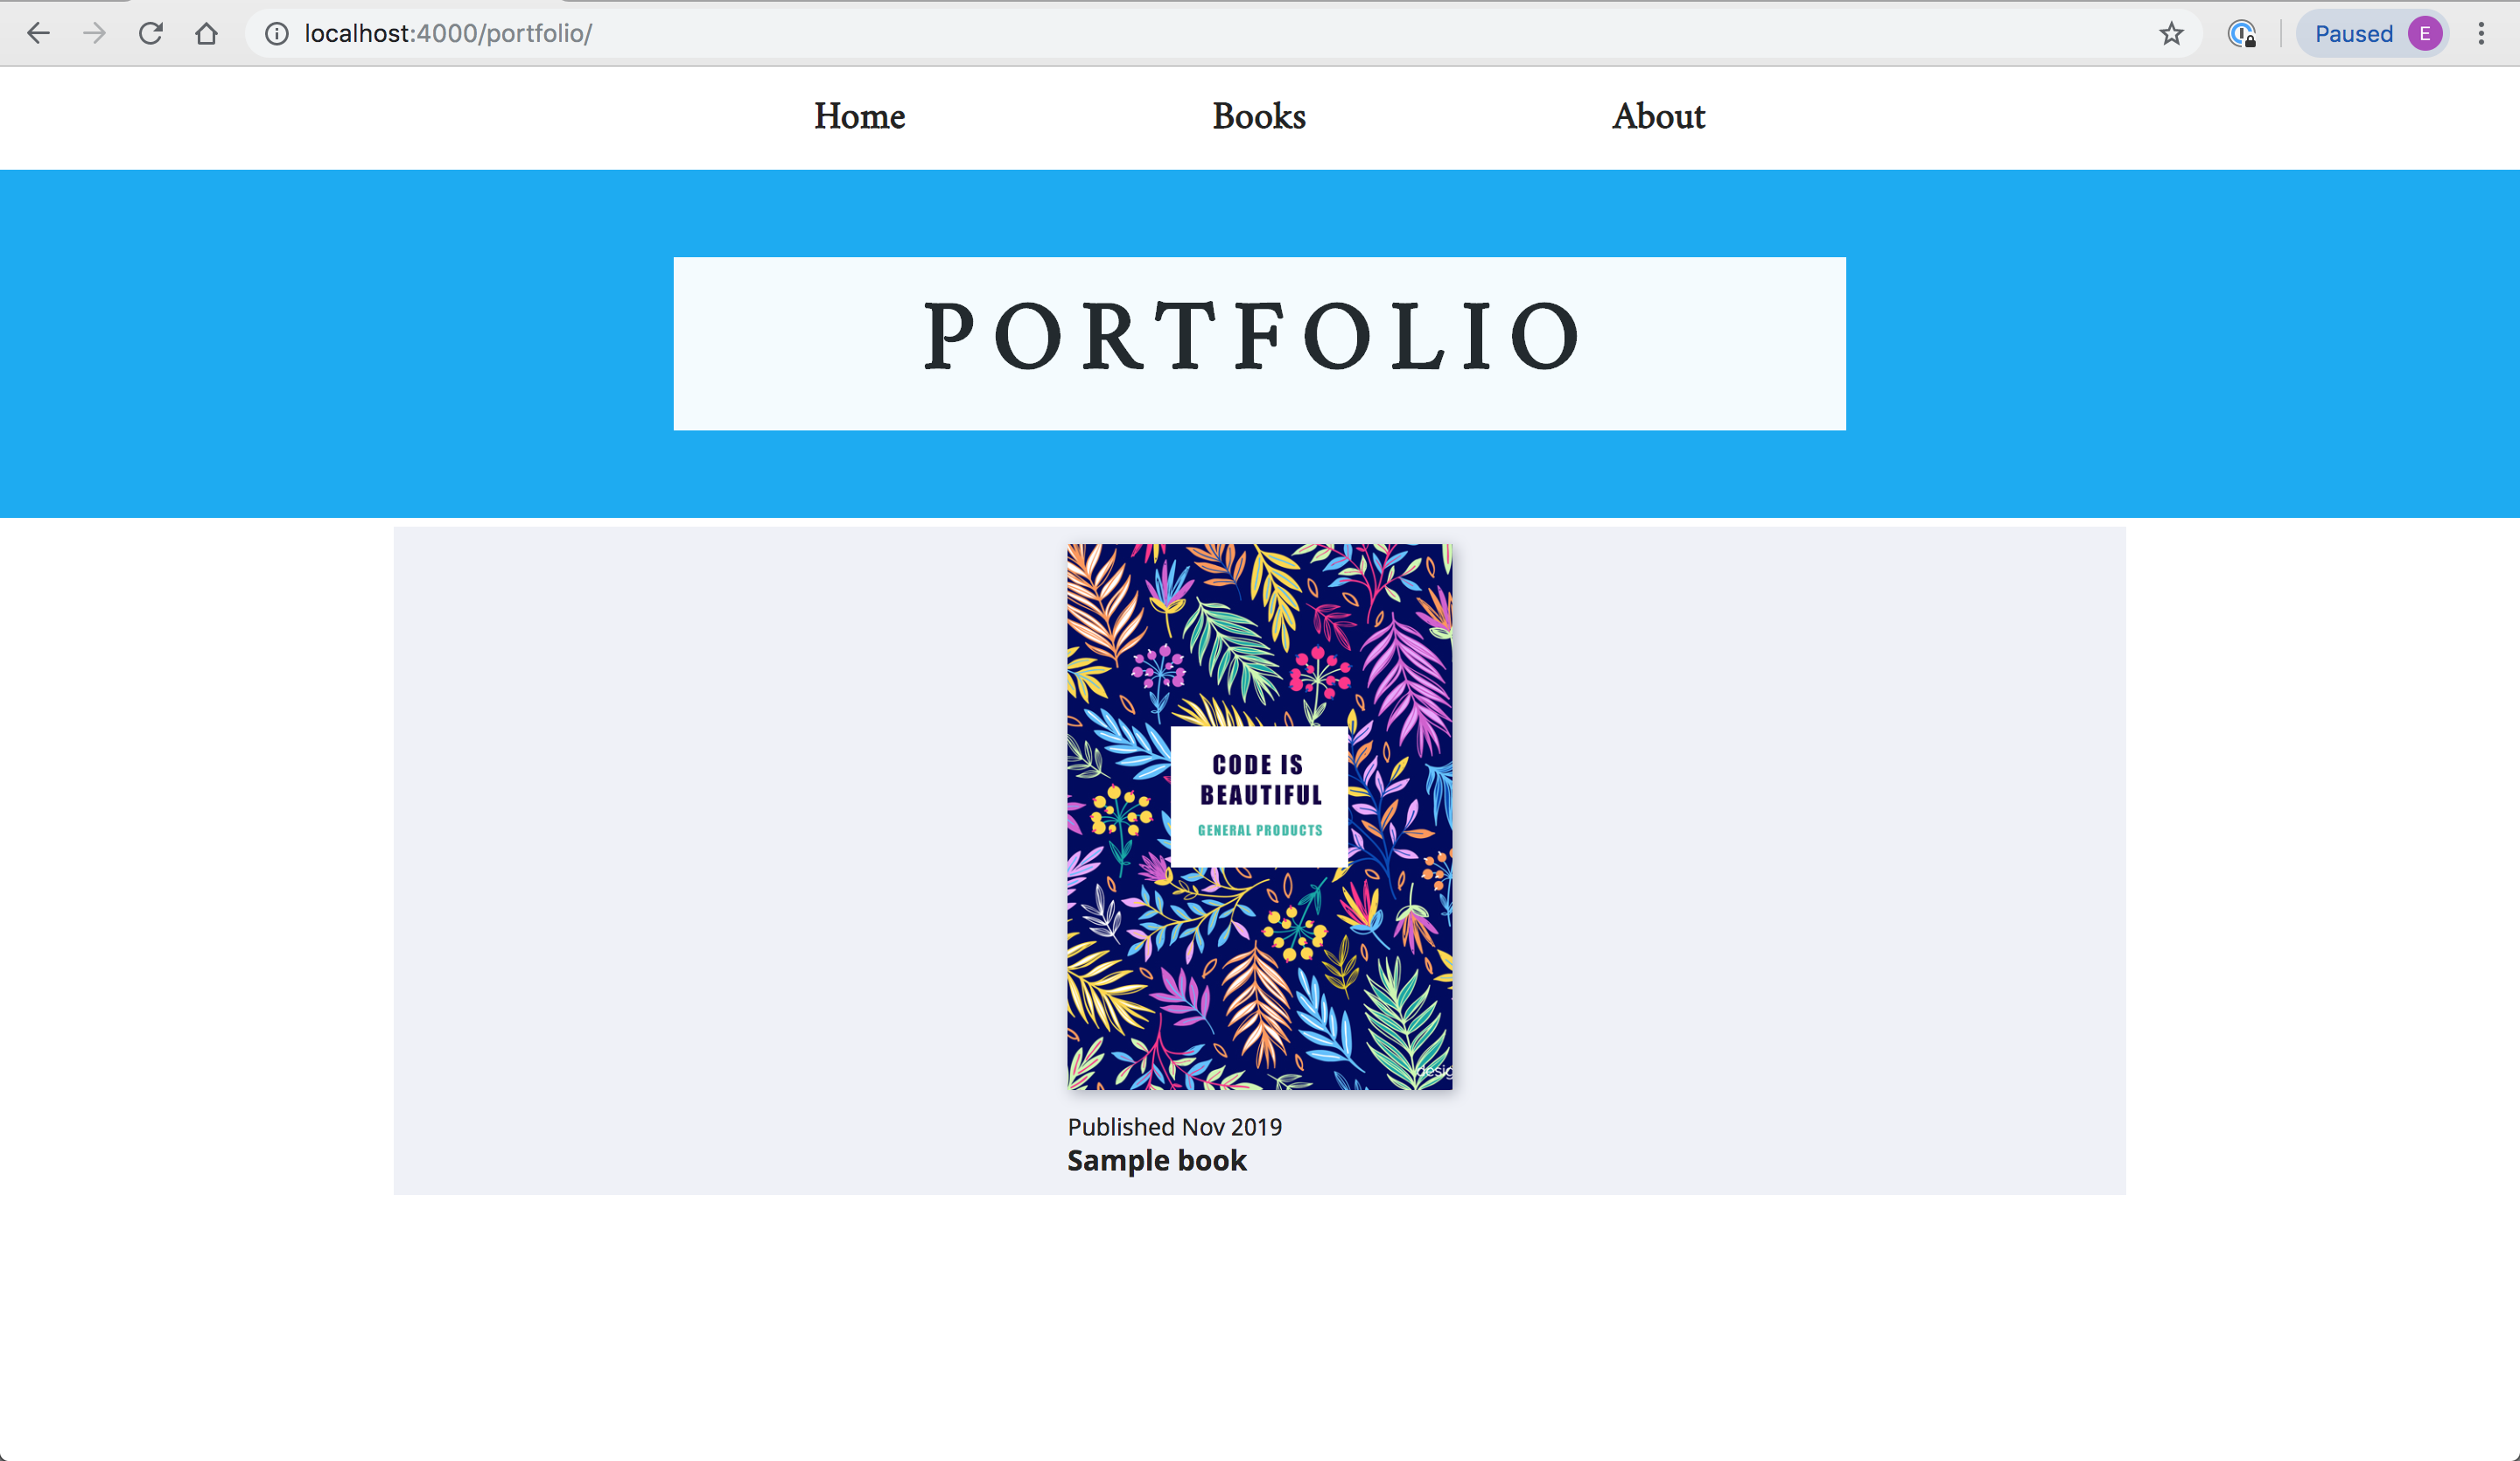 localhost:4000/portfolio/
Paused E
Home Books About
PORTFOLIO
CODE IS
BEAUTIFUL
GENERAL PRODUCTS
desig
Published Nov 2019
Sample book